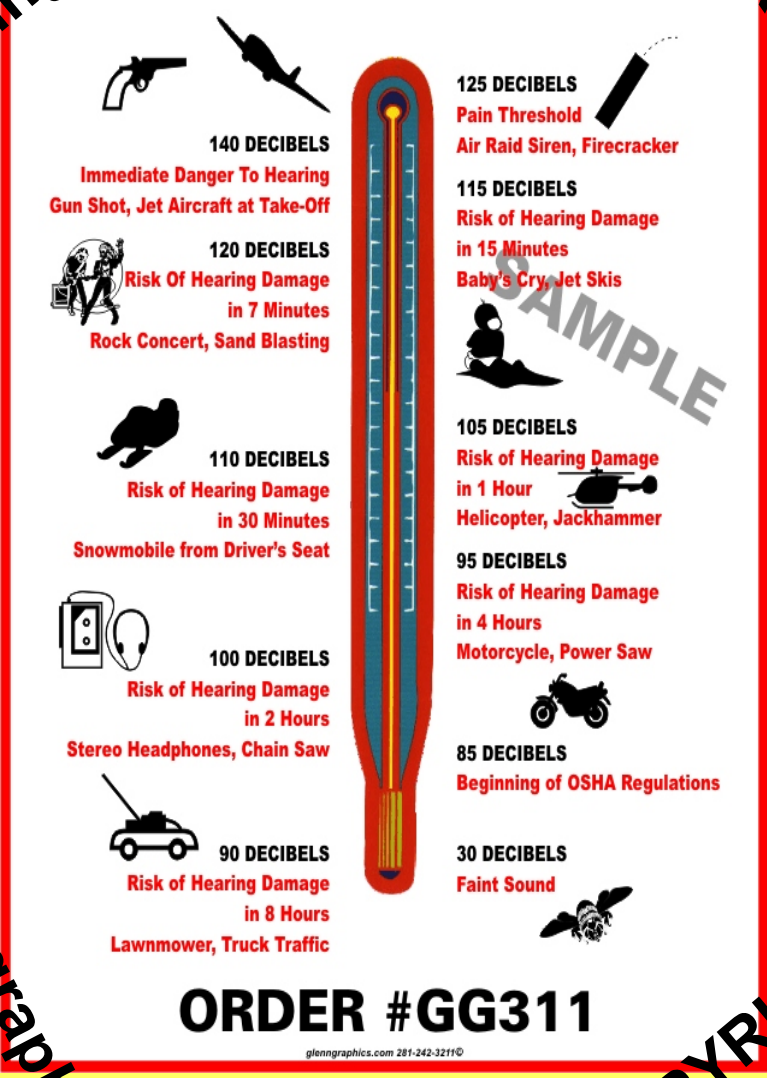 140 DECIBELS
Immediate Danger To Hearing
Gun Shot, Jet Aircraft at Take-Off
120 DECIBELS
Risk Of Hearing Damage
in 7 Minutes
Rock Concert, Sand Blasting
110 DECIBELS
Risk of Hearing Damage
in 30 Minutes
Snowmobile from Driver's Seat
100 DECIBELS
Risk of Hearing Damage
in 2 Hours
Stereo Headphones, Chain Saw
90 DECIBELS
Risk of Hearing Damage
in 8 Hours
Lawnmower, Truck Traffic
125 DECIBELS
Pain Threshold
Air Raid Siren, Firecracker
115 DECIBELS
Risk of Hearing Damage
in 15 Minutes
Baby's Cry, Jet Skis
SAMPLE
105 DECIBELS
Risk of Hearing Damage
in 1 Hour
Helicopter, Jackhammer
95 DECIBELS
Risk of Hearing Damage
in 4 Hours
Motorcycle, Power Saw
85 DECIBELS
Beginning of OSHA Regulations
30 DECIBELS
Faint Sound
ORDER #GG311
glenngraphics.com 281-242-3211©